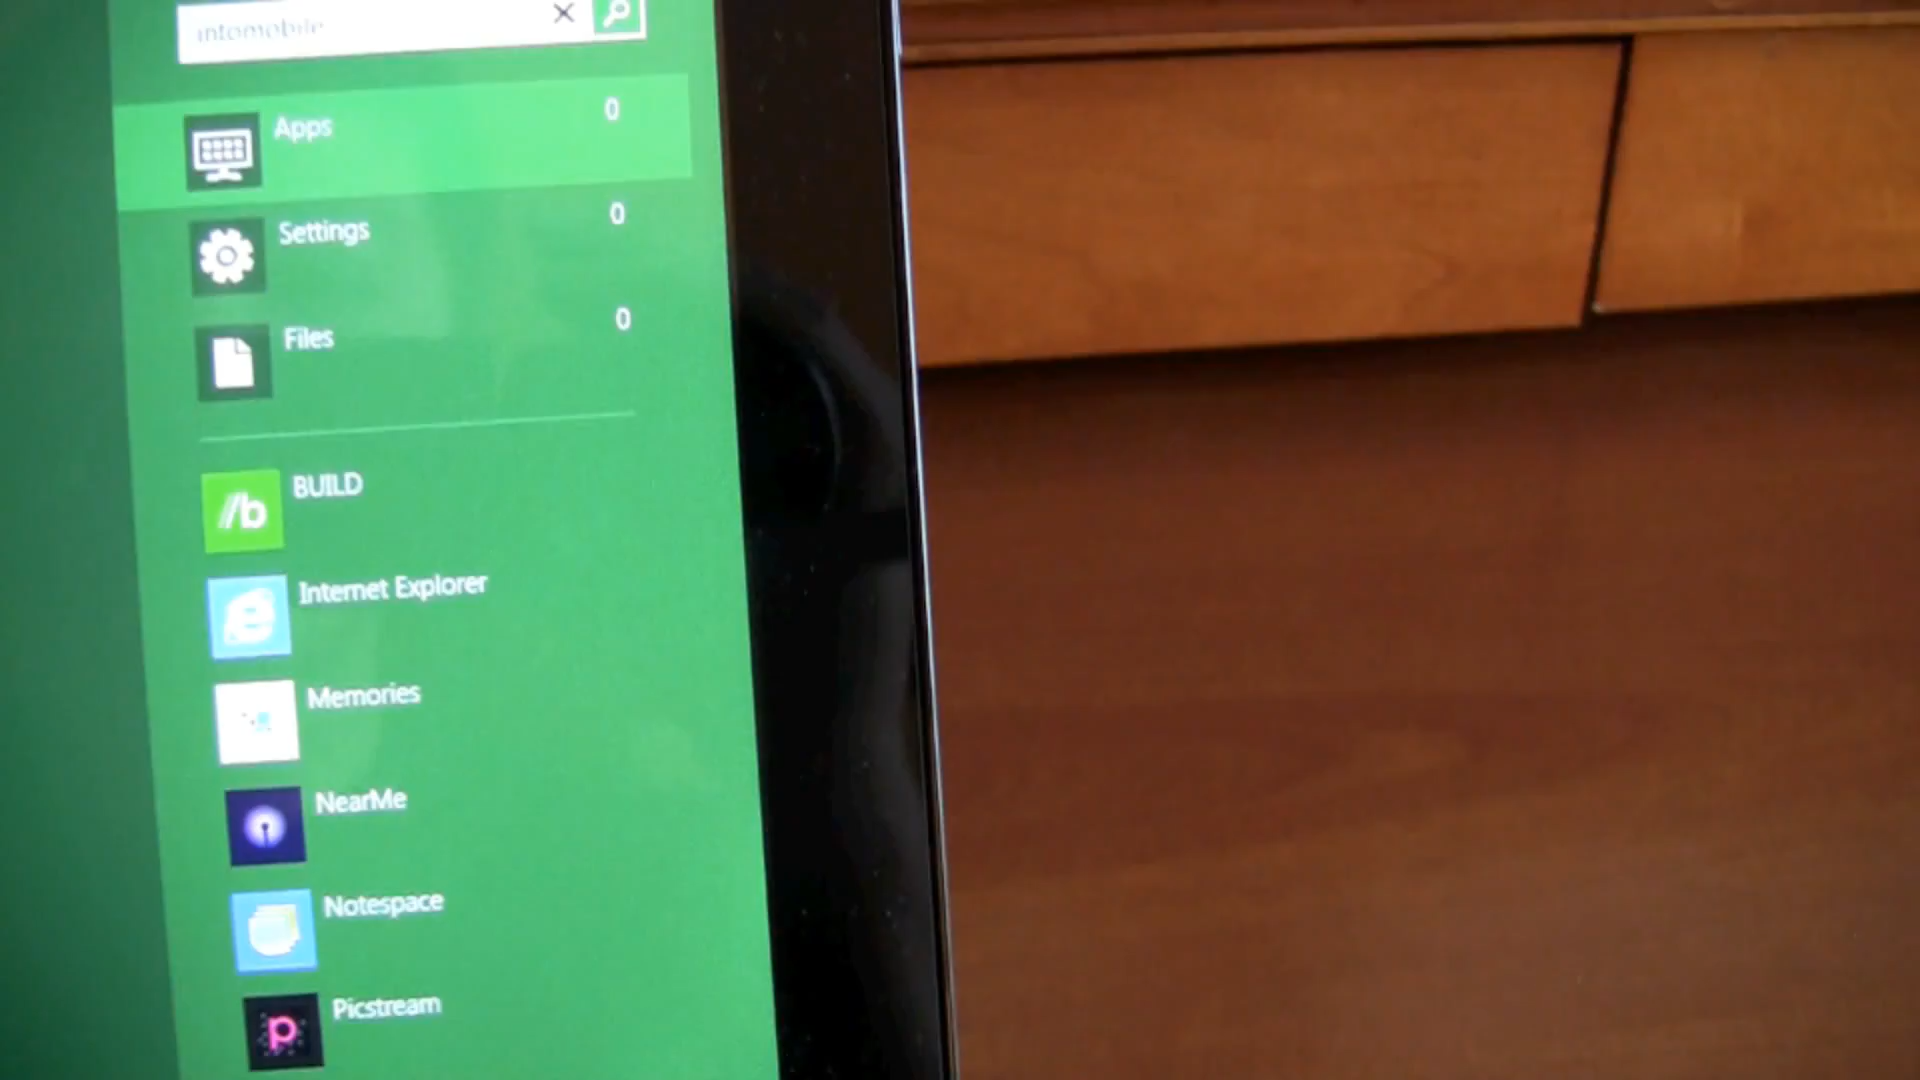 intomobile
Apps 0
Settings 0
Files 0
//b BUILD
Internet Explorer
Memories
NearMe
Notespace
p Picstream